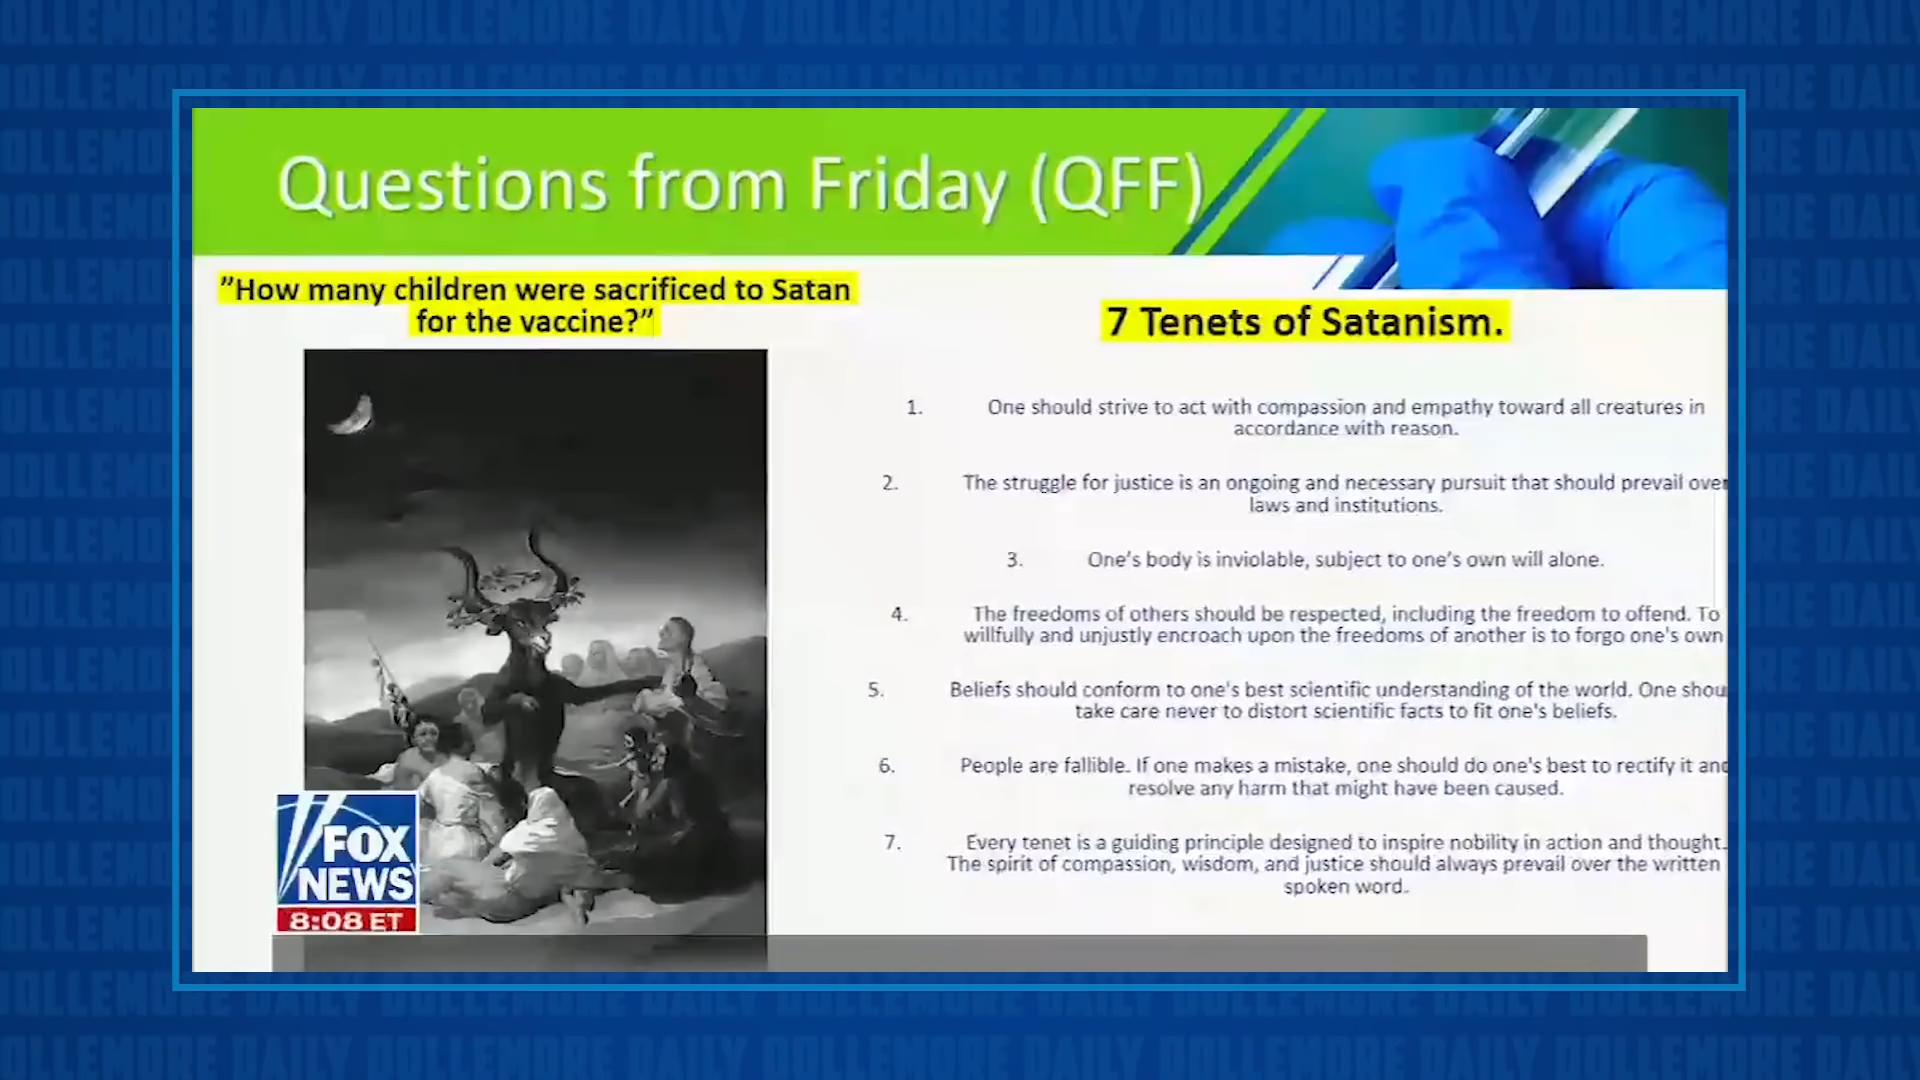 DOLLEMORE DAILY
Questions from Friday (QFF)
"How many children were sacrificed to Satan
for the vaccine?"
7 Tenets of Satanism.
1. One should strive to act with compassion and empathy toward all creatures in
accordance with reason.
2. The struggle for justice is an ongoing and necessary pursuit that should prevail over
laws and institutions.
3. One's body is inviolable, subject to one's own will alone.
4. The freedoms of others should be respected, including the freedom to offend. To
willfully and unjustly encroach upon the freedoms of another is to forgo one's own
5. Beliefs should conform to one's best scientific understanding of the world. One shou
take care never to distort scientific facts to fit one's beliefs.
6. People are fallible. If one makes a mistake, one should do one's best to rectify it and
resolve any harm that might have been caused.
7. Every tenet is a guiding principle designed to inspire nobility in action and thought.
The spirit of compassion, wisdom, and justice should always prevail over the written
spoken word.
FOX
NEWS
8:08 ET